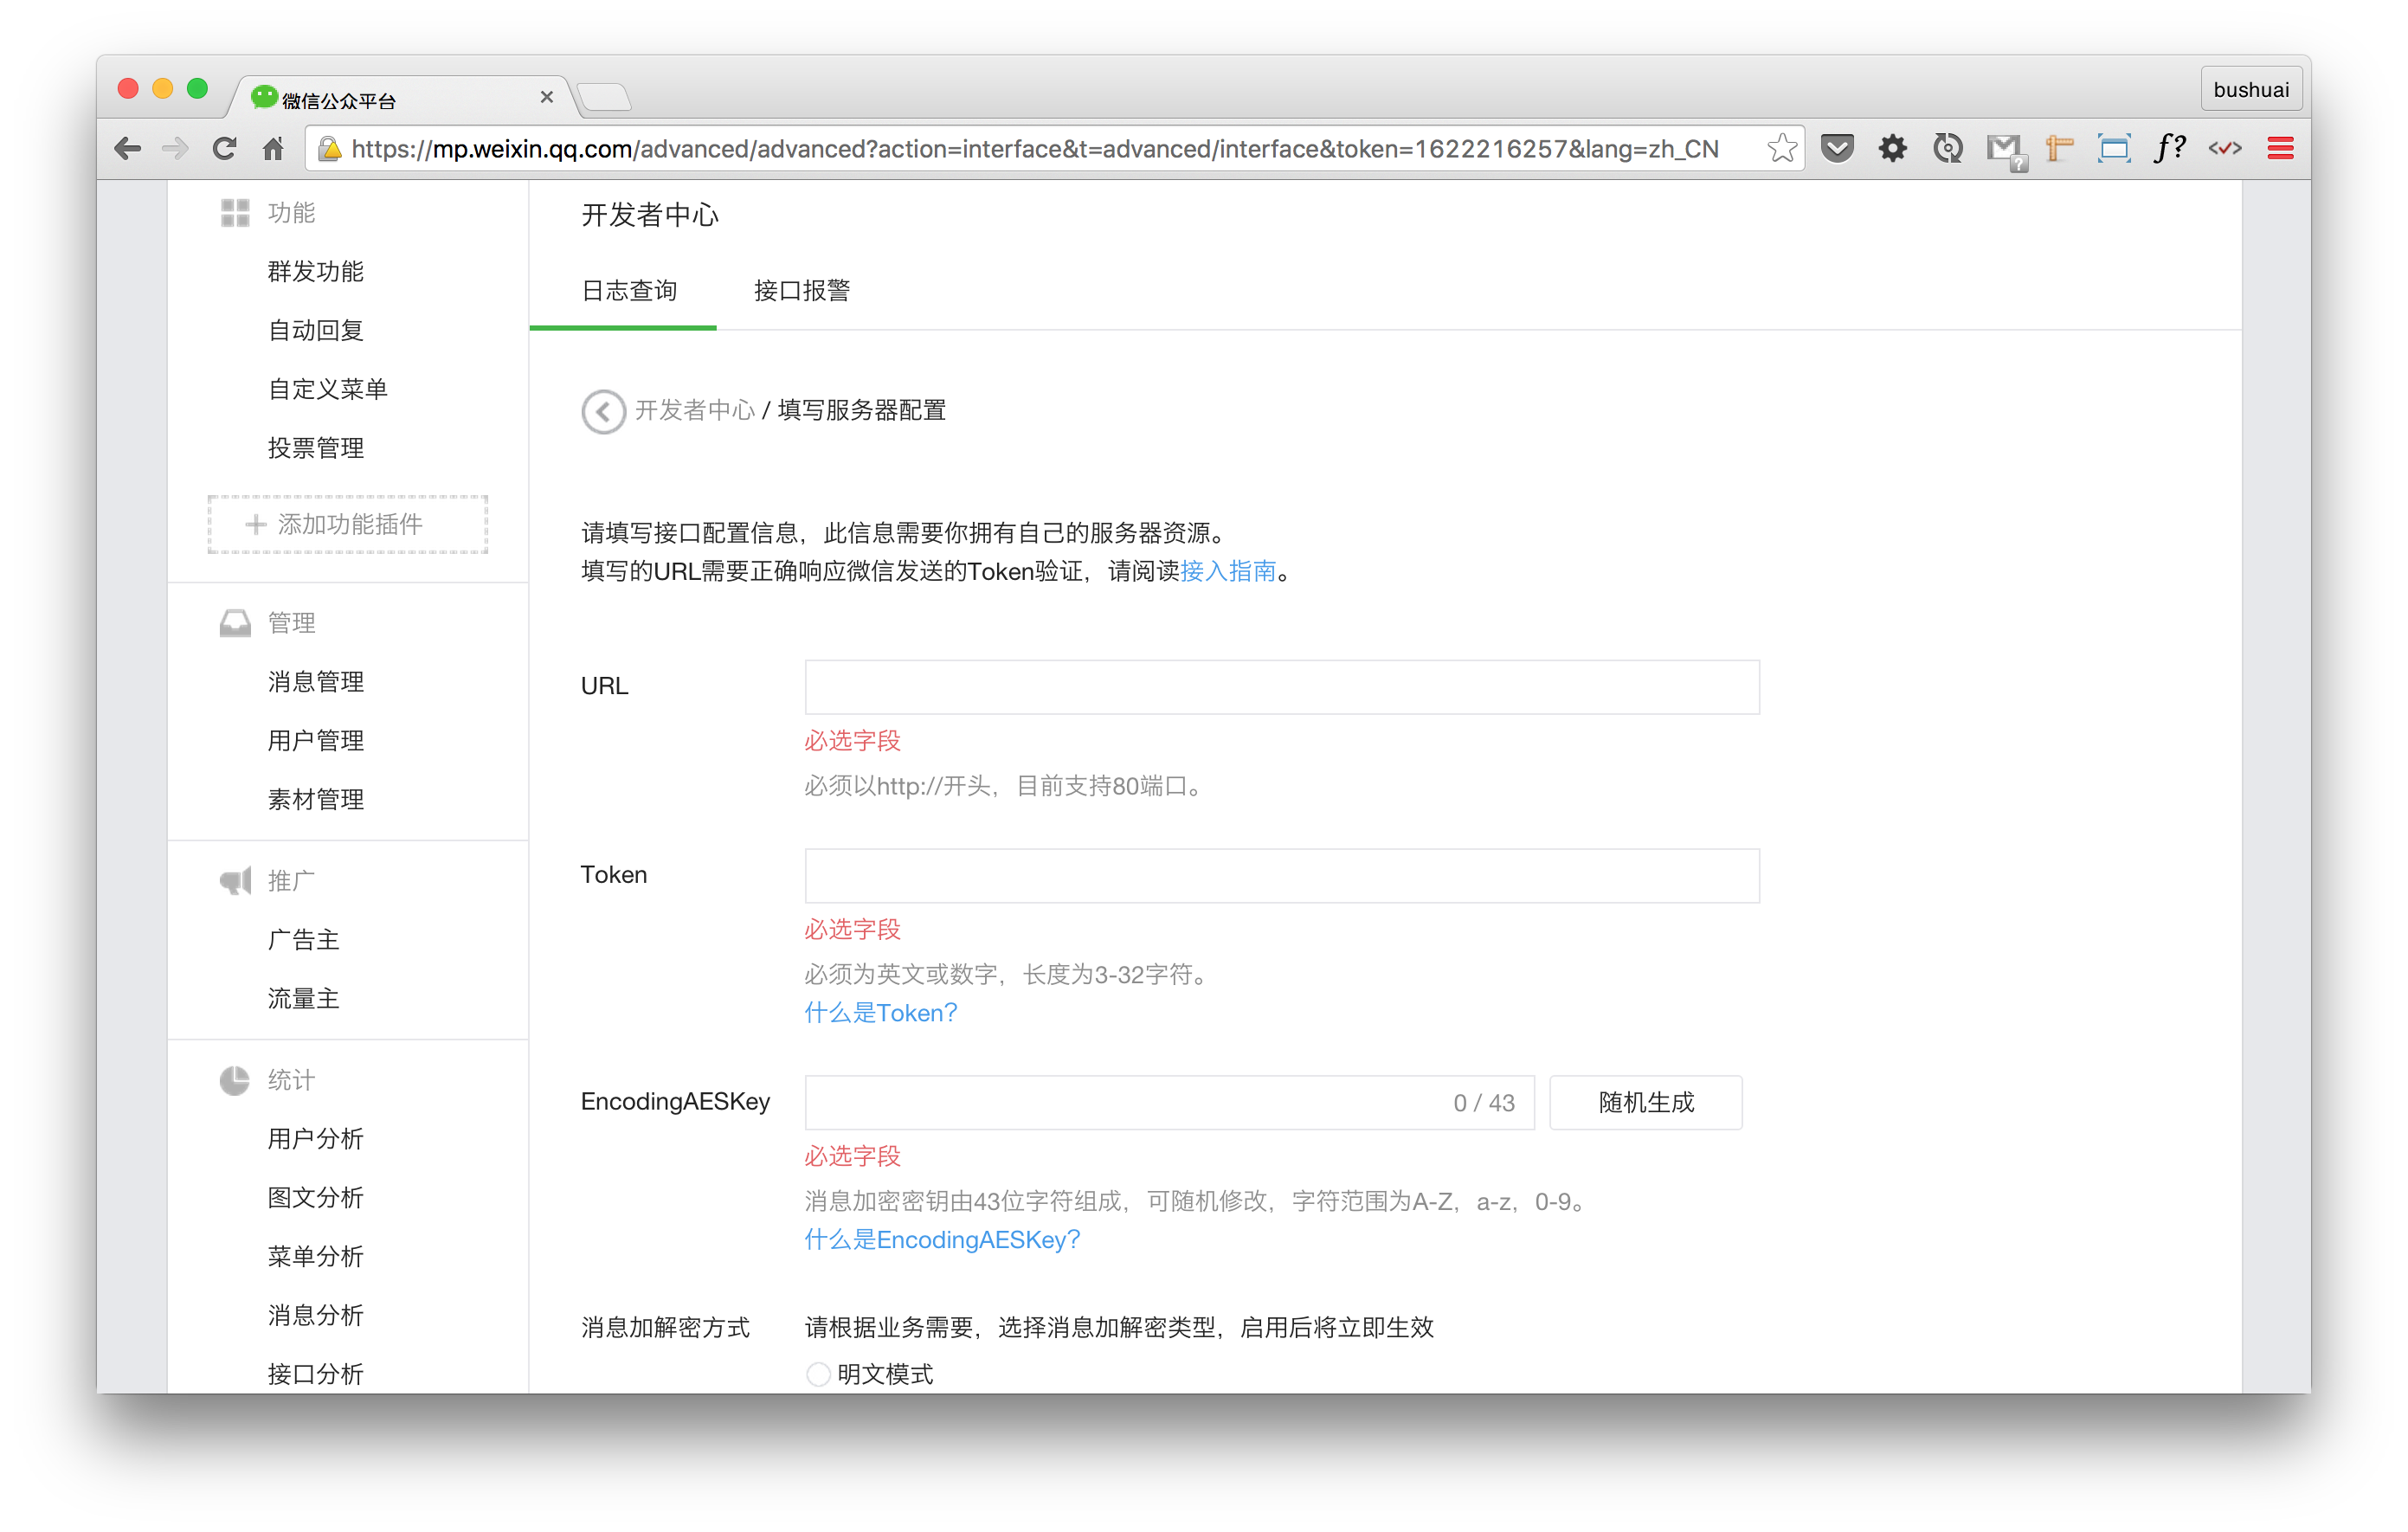 微信公众平台
bushuai
https://mp.weixin.qq.com/advanced/advanced?action=interface&t=advanced/interface&token=1622216257&lang=zh_CN
功能
群发功能
自动回复
自定义菜单
投票管理
添加功能插件
管理
消息管理
用户管理
素材管理
推广
广告主
流量主
统计
用户分析
图文分析
菜单分析
消息分析
接口分析
开发者中心
日志查询 接口报警
开发者中心 / 填写服务器配置
请填写接口配置信息，此信息需要你拥有自己的服务器资源。
填写的URL需要正确响应微信发送的Token验证，请阅读接入指南。
URL
必选字段
必须以http://开头，目前支持80端口。
Token
必选字段
必须为英文或数字，长度为3-32字符。
什么是Token？
EncodingAESKey 0 / 43 随机生成
必选字段
消息加密密钥由43位字符组成，可随机修改，字符范围为A-Z，a-z，0-9。
什么是EncodingAESKey？
消息加解密方式 请根据业务需要，选择消息加解密类型，启用后将立即生效
明文模式